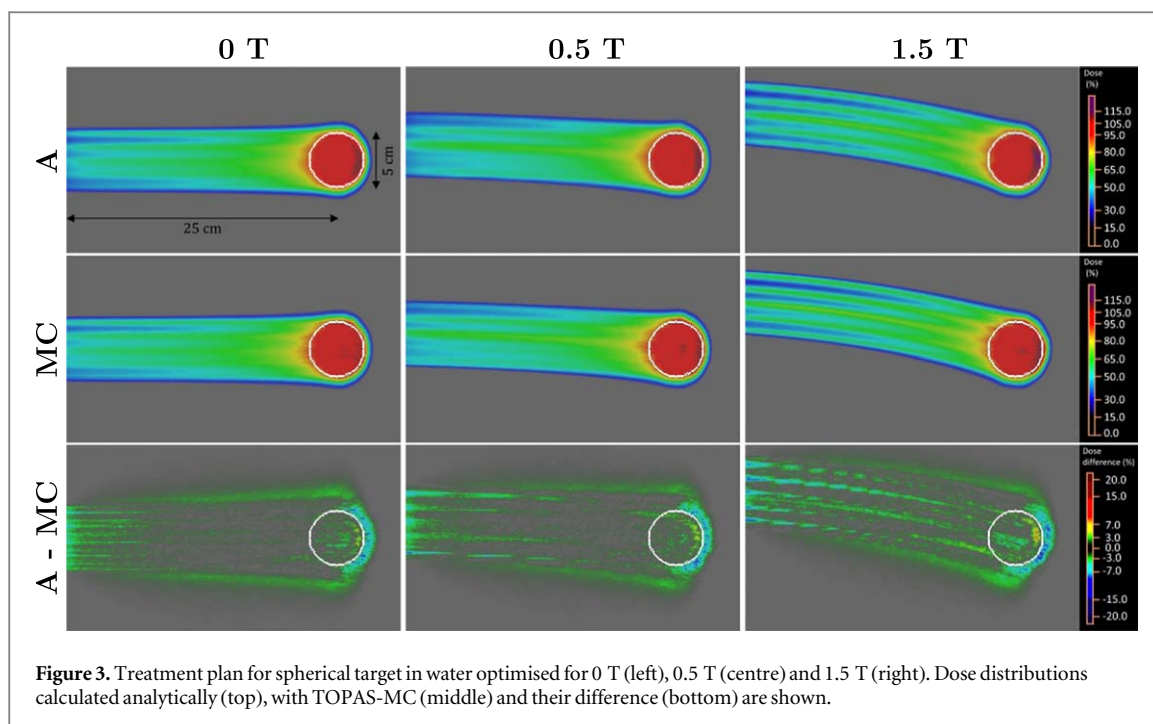 0 T 0.5 T 1.5 T
A
5 cm
25 cm
Dose
(%)
115.0
105.0
95.0
80.0
65.0
50.0
30.0
15.0
0.0
MC
Dose
(%)
115.0
105.0
95.0
80.0
65.0
50.0
30.0
15.0
0.0
A - MC
Dose
difference (%)
20.0
15.0
7.0
3.0
0.0
-3.0
-7.0
-15.0
-20.0
Figure 3. Treatment plan for spherical target in water optimised for 0 T (left), 0.5 T (centre) and 1.5 T (right). Dose distributions
calculated analytically (top), with TOPAS-MC (middle) and their difference (bottom) are shown.